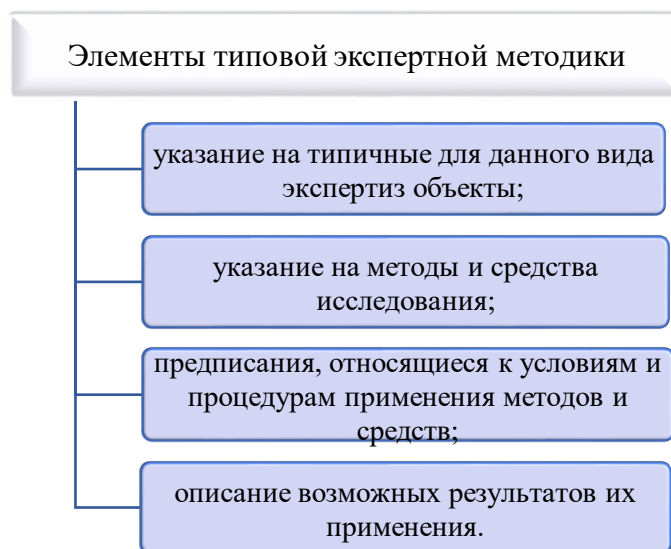 Элементы типовой экспертной методики
указание на типичные для данного вида
экспертиз объекты;
указание на методы и средства
исследования;
предписания, относящиеся к условиям и
процедурам применения методов и
средств;
описание возможных результатов их
применения.